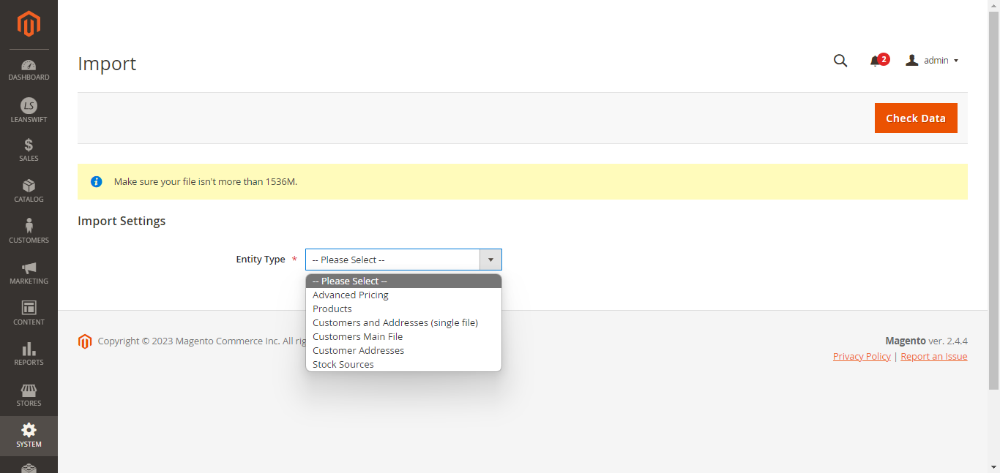 Import
2
admin
DASHBOARD
LS
LEANSWIFT
Check Data
$
SALES
Make sure your file isn't more than 1536M.
CATALOG
Import Settings
CUSTOMERS
Entity Type * -- Please Select --
-- Please Select --
MARKETING
Advanced Pricing
Products
CONTENT
Customers and Addresses (single file)
Customers Main File
Customer Addresses
Stock Sources
Copyright © 2023 Magento Commerce Inc. All rig
Magento ver. 2.4.4
Privacy Policy | Report an Issue
REPORTS
STORES
SYSTEM